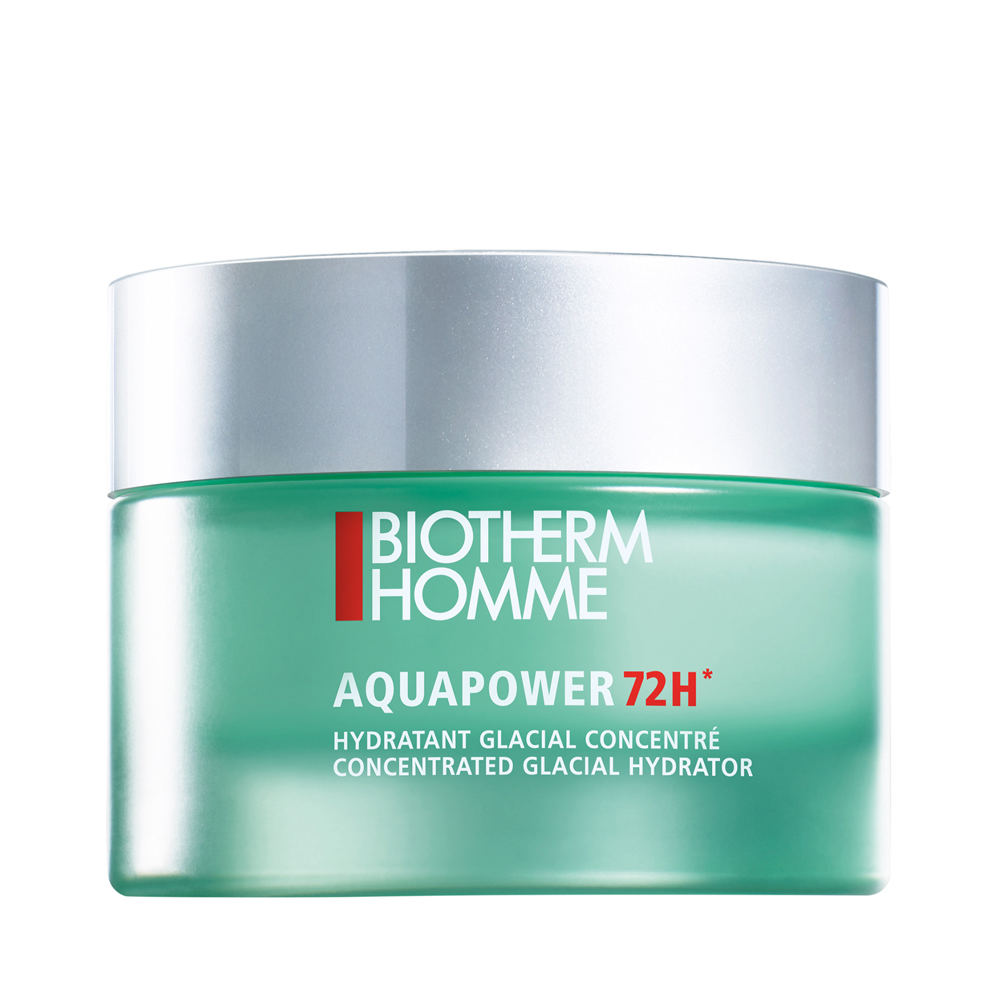 BIOTHERM
HOMME
AQUAPOWER 72H*
HYDRATANT GLACIAL CONCENTRÉ
CONCENTRATED GLACIAL HYDRATOR